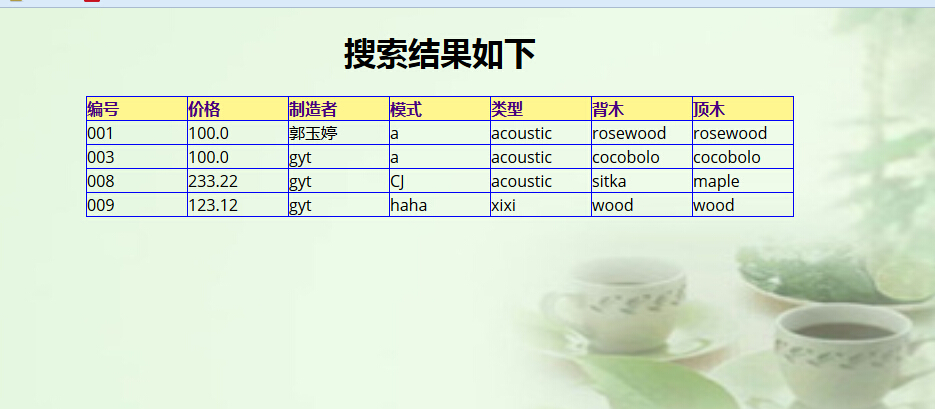 搜索结果如下
编号 价格 制造者 模式 类型 背木 顶木
001 100.0 郭玉婷 a acoustic rosewood rosewood
003 100.0 gyt a acoustic cocobolo cocobolo
008 233.22 gyt CJ acoustic sitka maple
009 123.12 gyt haha xixi wood wood